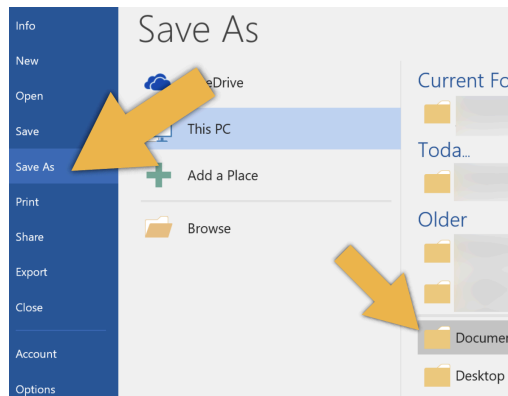 Info
New
Open
Save
Save As
Print
Share
Export
Close
Account
Options
Save As
eDrive
This PC
Add a Place
Browse
Current Fo
Toda...
Older
Documen
Desktop